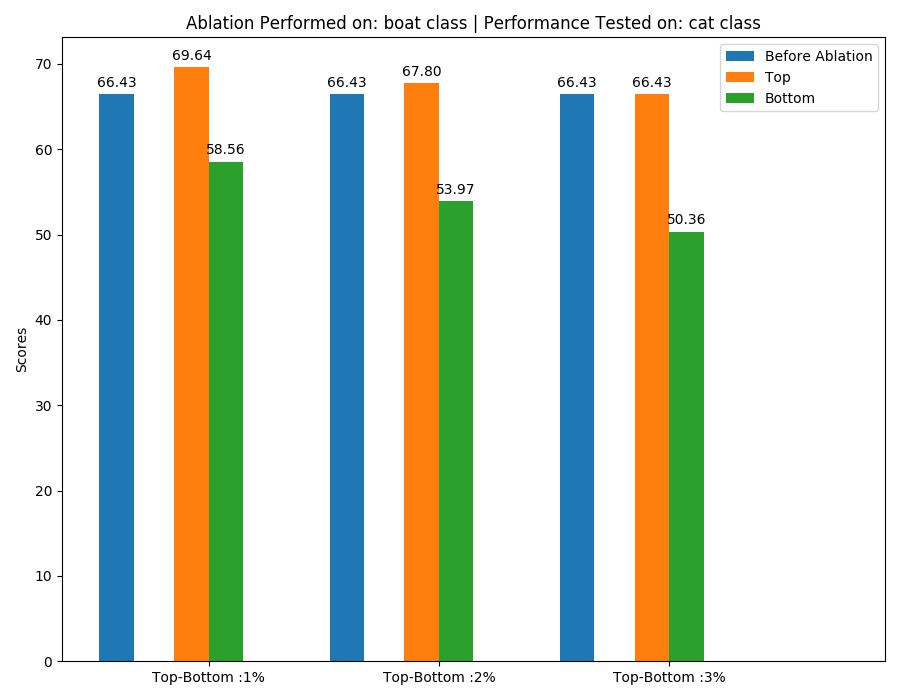 Ablation Performed on: boat class | Performance Tested on: cat class
Before Ablation
Top
Bottom
66.43
69.64
58.56
66.43
67.80
53.97
66.43
66.43
50.36
Scores
70
60
50
40
30
20
10
0
Top-Bottom :1%
Top-Bottom :2%
Top-Bottom :3%